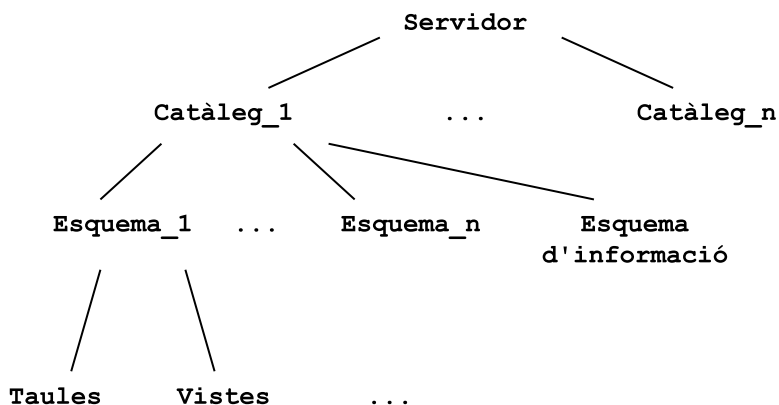 Servidor
Catàleg_1 ... Catàleg_n
Esquema_1 ... Esquema_n Esquema
d'informació
Taules Vistes ...